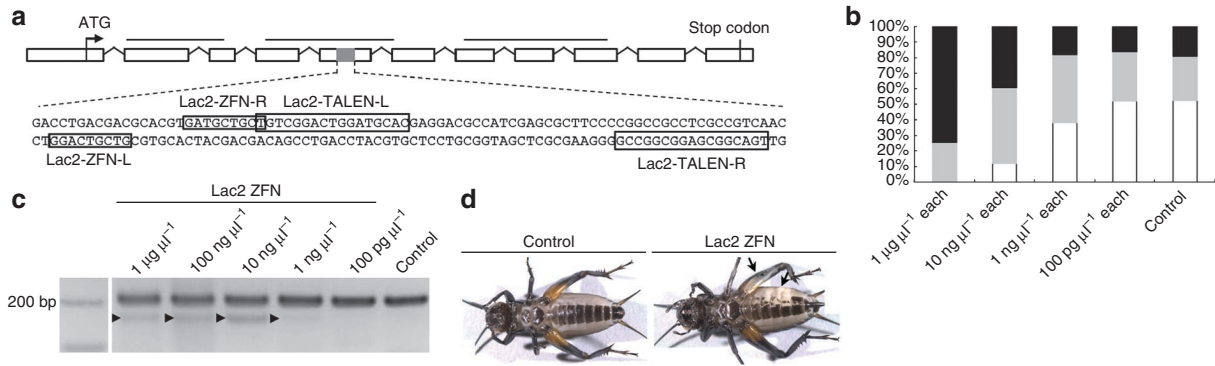 a
ATG
Stop codon
Lac2-ZFN-R
Lac2-TALEN-L
GACCTGACGACGCACGTGATGCTGCTGTCGGACTGGATGCACGAGGACGCCATCGAGCGCTTCCCCGGCCGCCTCGCCGTCAAC
CTGGACTGCTGCGTGCACTACGACGACAGCCTGACCTACGTGCTCCTGCGGTAGCTCGCGAAGGGGCCGGCGGAGCGGCAGTTG
Lac2-ZFN-L
Lac2-TALEN-R
b
100%
90%
80%
70%
60%
50%
40%
30%
20%
10%
0%
1 µg µl⁻¹ each
10 ng µl⁻¹ each
1 ng µl⁻¹ each
100 pg µl⁻¹ each
Control
c
Lac2 ZFN
1 µg µl⁻¹
100 ng µl⁻¹
10 ng µl⁻¹
1 ng µl⁻¹
100 pg µl⁻¹
Control
200 bp
d
Control
Lac2 ZFN